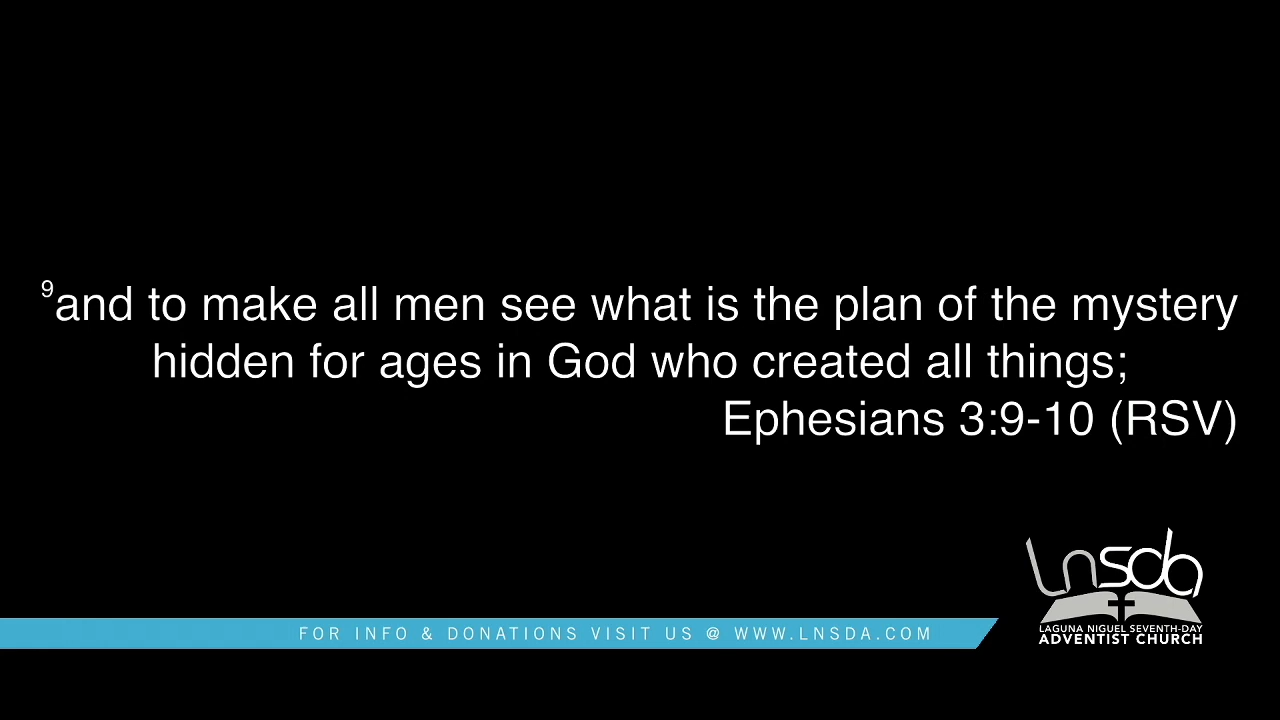 9and to make all men see what is the plan of the mystery
hidden for ages in God who created all things;
Ephesians 3:9-10 (RSV)
Lnsda
LAGUNA NIGUEL SEVENTH-DAY
ADVENTIST CHURCH
FOR INFO & DONATIONS VISIT US @ WWW.LNSDA.COM